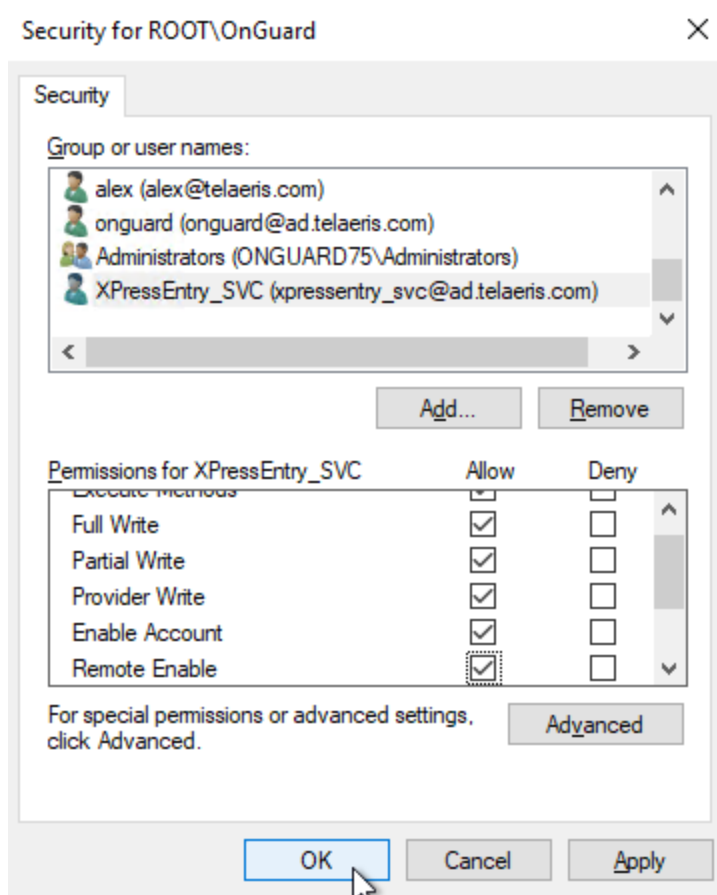 Security for ROOT\OnGuard
Security
Group or user names:
alex (alex@telaeris.com)
onguard (onguard@ad.telaeris.com)
Administrators (ONGUARD75\Administrators)
XPressEntry_SVC (xpressentry_svc@ad.telaeris.com)
Add... Remove
Permissions for XPressEntry_SVC Allow Deny
Execute Methods
Full Write
Partial Write
Provider Write
Enable Account
Remote Enable
For special permissions or advanced settings, Advanced
click Advanced.
OK Cancel Apply